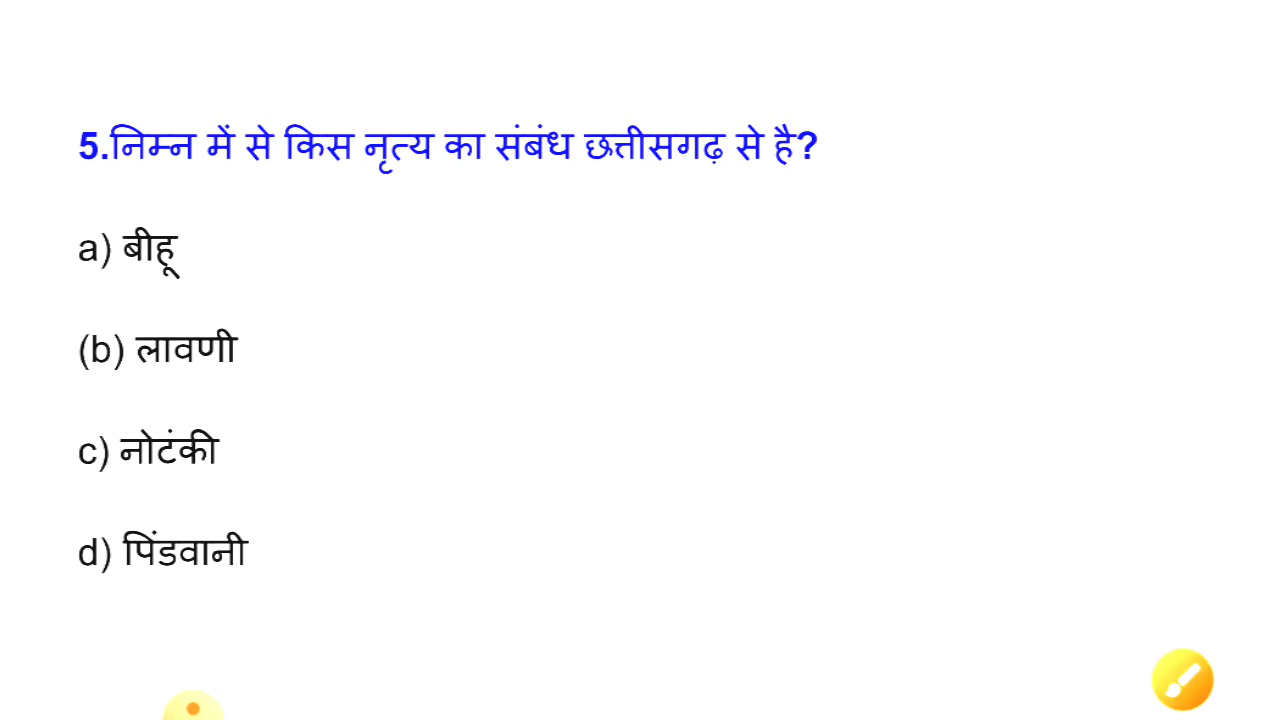 5.निम्न में से किस नृत्य का संबंध छत्तीसगढ़ से है?
a) बीहू
(b) लावणी
c) नोटंकी
d) पिंडवानी